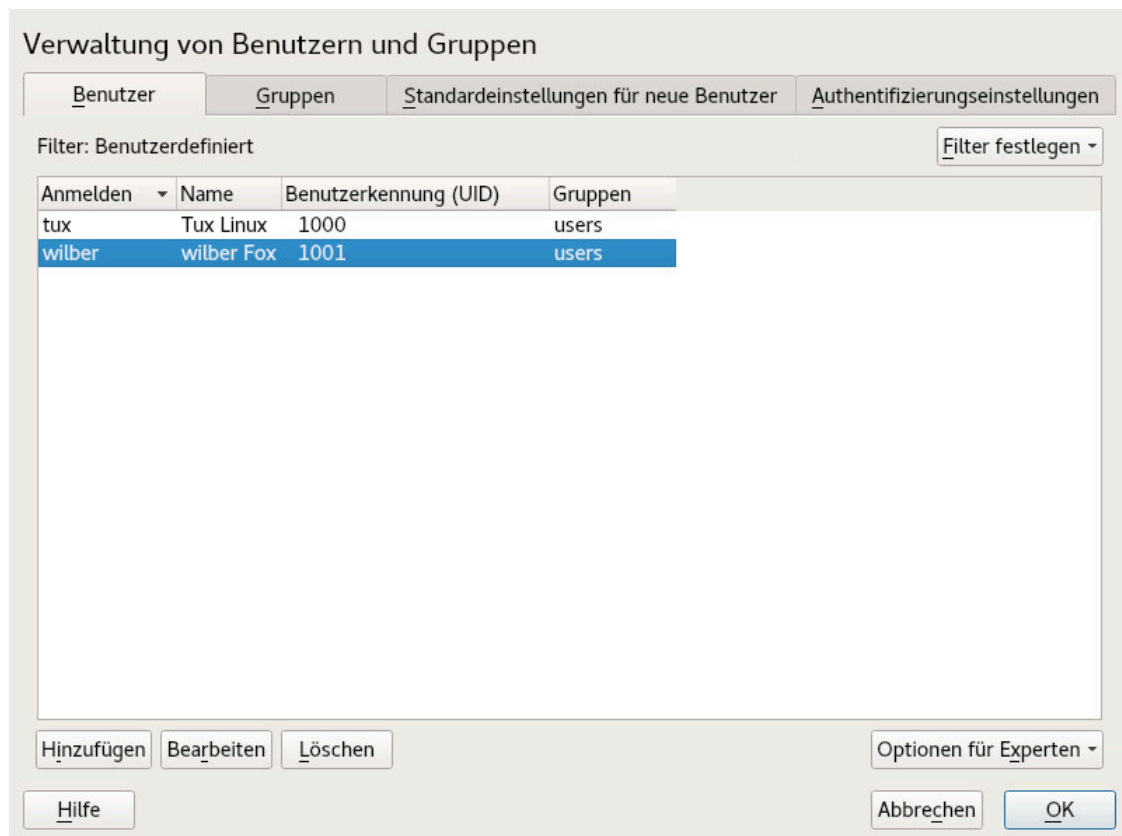 Verwaltung von Benutzern und Gruppen
Benutzer Gruppen Standardeinstellungen für neue Benutzer Authentifizierungseinstellungen
Filter: Benutzerdefiniert Filter festlegen
Anmelden Name Benutzerkennung (UID) Gruppen
tux Tux Linux 1000 users
wilber wilber Fox 1001 users
Hinzufügen Bearbeiten Löschen Optionen für Experten
Hilfe Abbrechen OK